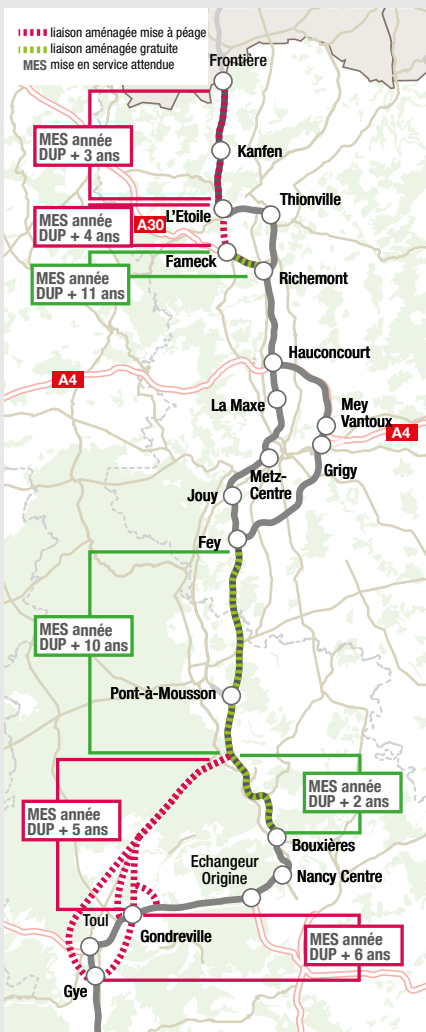 liaison aménagée mise à péage
liaison aménagée gratuite
MES mise en service attendue
Frontière
MES année
DUP + 3 ans
Kanfen
Thionville
L'Etoile
MES année
DUP + 4 ans
A30
Fameck
MES année
DUP + 11 ans
Richemont
Hauconcourt
A4
La Maxe
Mey
Vantoux
A4
Metz-
Centre
Grigy
Jouy
Fey
MES année
DUP + 10 ans
Pont-à-Mousson
MES année
DUP + 2 ans
MES année
DUP + 5 ans
Bouxières
Echangeur
Origine
Nancy Centre
Toul
Gondreville
MES année
DUP + 6 ans
Gye